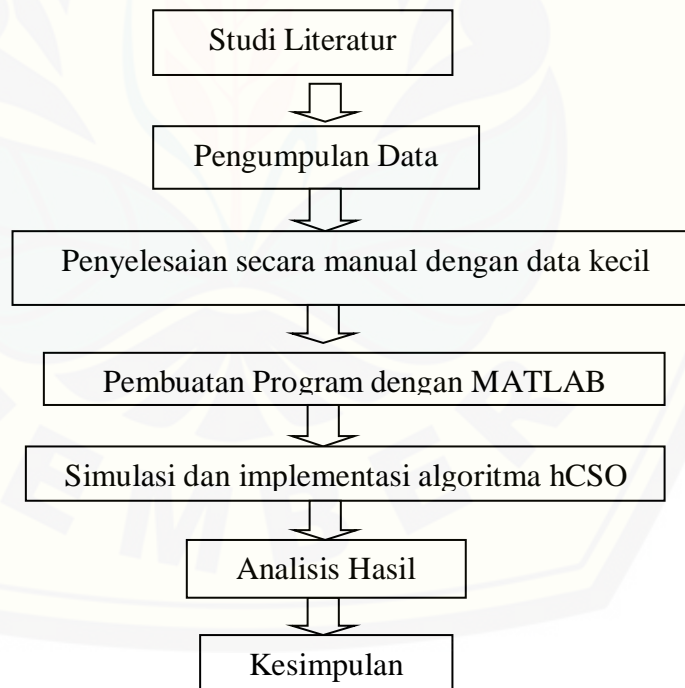 Studi Literatur
Pengumpulan Data
Penyelesaian secara manual dengan data kecil
Pembuatan Program dengan MATLAB
Simulasi dan implementasi algoritma hCSO
Analisis Hasil
Kesimpulan